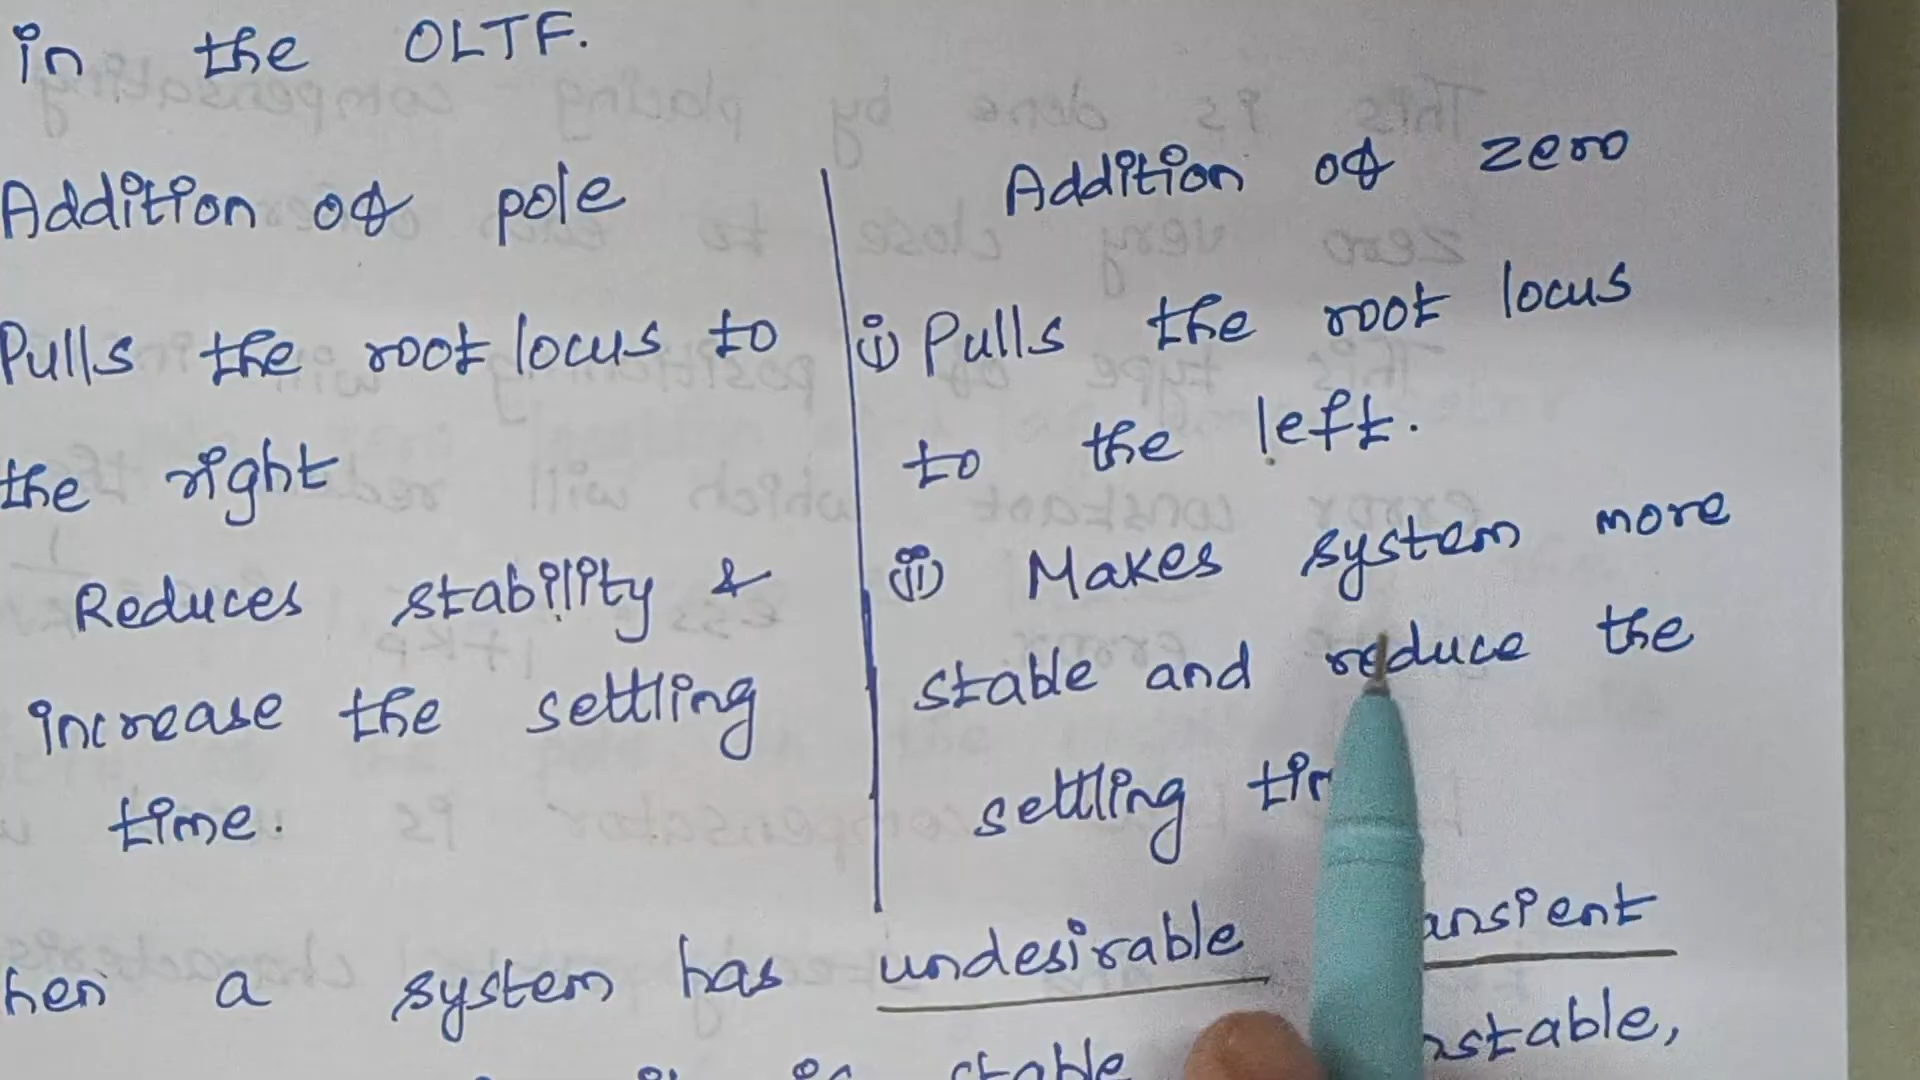 in the OLTF.
Addition of pole
Pulls the root locus to
the right
Reduces stability &
increase the settling
time.
Addition of zero
(i) Pulls the root locus
to the left.
(ii) Makes system more
stable and reduce the
settling
a system has undesirable
stable